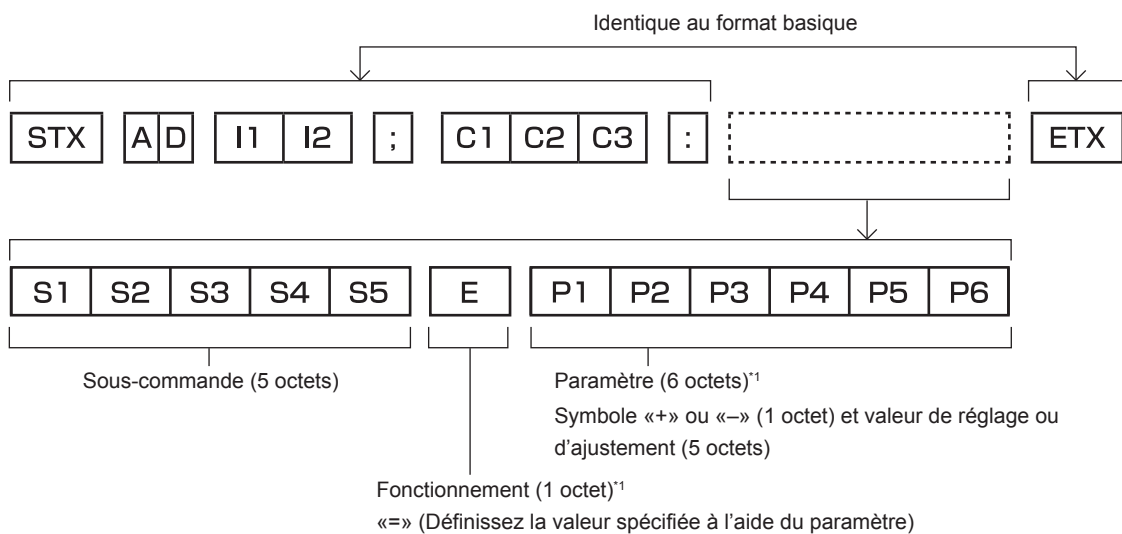 Identique au format basique
STX A D I1 I2 ; C1 C2 C3 : ETX
S1 S2 S3 S4 S5 E P1 P2 P3 P4 P5 P6
Sous-commande (5 octets)
Paramètre (6 octets)*1
Symbole «+» ou «–» (1 octet) et valeur de réglage ou
d’ajustement (5 octets)
Fonctionnement (1 octet)*1
«=» (Définissez la valeur spécifiée à l’aide du paramètre)